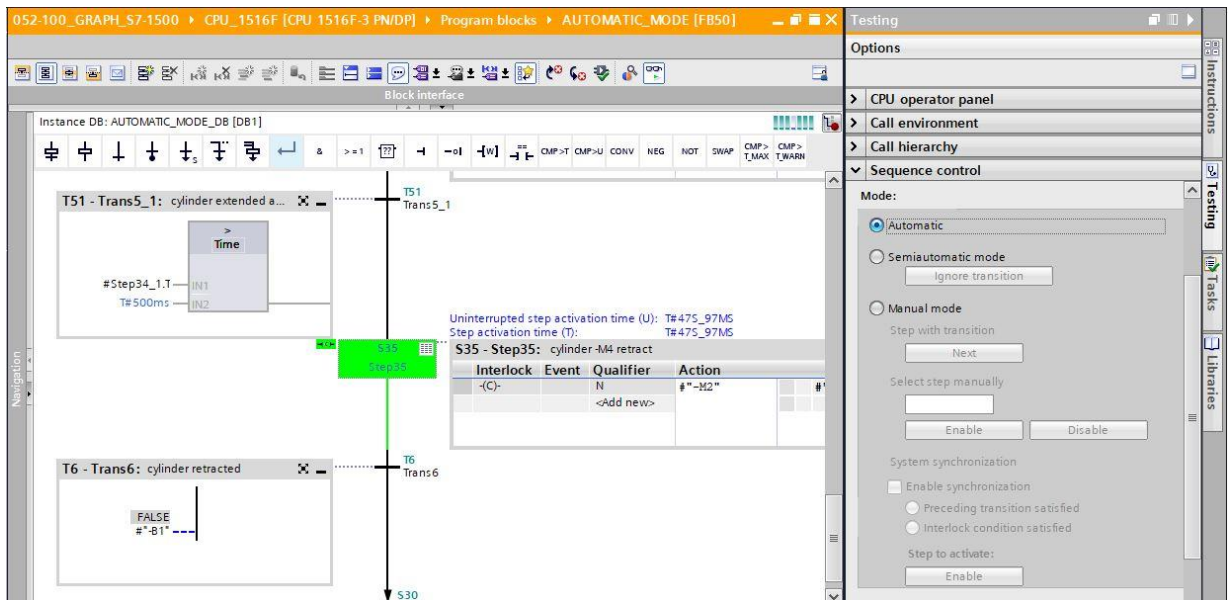 052-100_GRAPH_S7-1500 ▸ CPU_1516F [CPU 1516F-3 PN/DP] ▸ Program blocks ▸ AUTOMATIC_MODE [FB50]
Block interface
Instance DB: AUTOMATIC_MODE_DB [DB1]
& >=1 CMP>T CMP>U CONV NEG NOT SWAP CMP> T_MAX CMP> T_WARN
T51 - Trans5_1: cylinder extended a...
T51
Trans5_1
>
Time
#Step34_1.T
IN1
T#500ms
IN2
Uninterrupted step activation time (U): T#47S_97MS
Step activation time (T): T#47S_97MS
S35
Step35
S35 - Step35: cylinder -M4 retract
Interlock Event Qualifier Action
-(C)- N #"-M2" #"
<Add new>
T6 - Trans6: cylinder retracted
T6
Trans6
FALSE
#"-B1"
S30
Navigation
Testing
Options
CPU operator panel
Call environment
Call hierarchy
Sequence control
Mode:
Automatic
Semiautomatic mode
Ignore transition
Manual mode
Step with transition
Next
Select step manually
Enable Disable
System synchronization
Enable synchronization
Preceding transition satisfied
Interlock condition satisfied
Step to activate:
Enable
Instructions
Testing
Tasks
Libraries